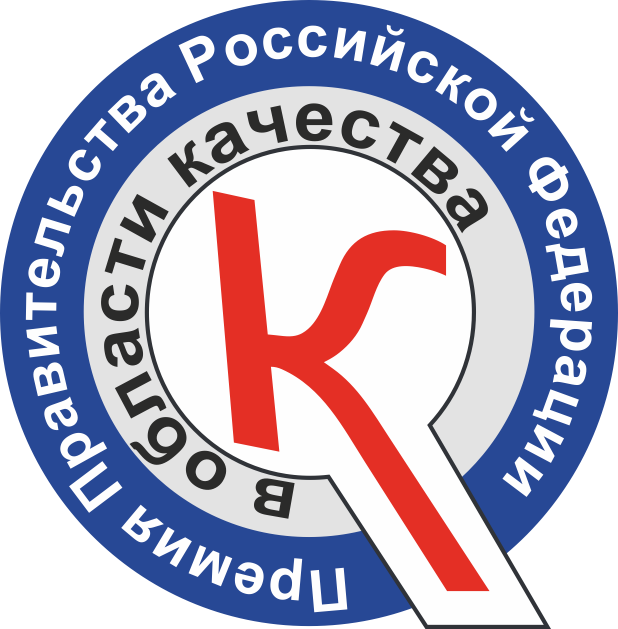 Премия Правительства Российской Федерации
в области качества
К